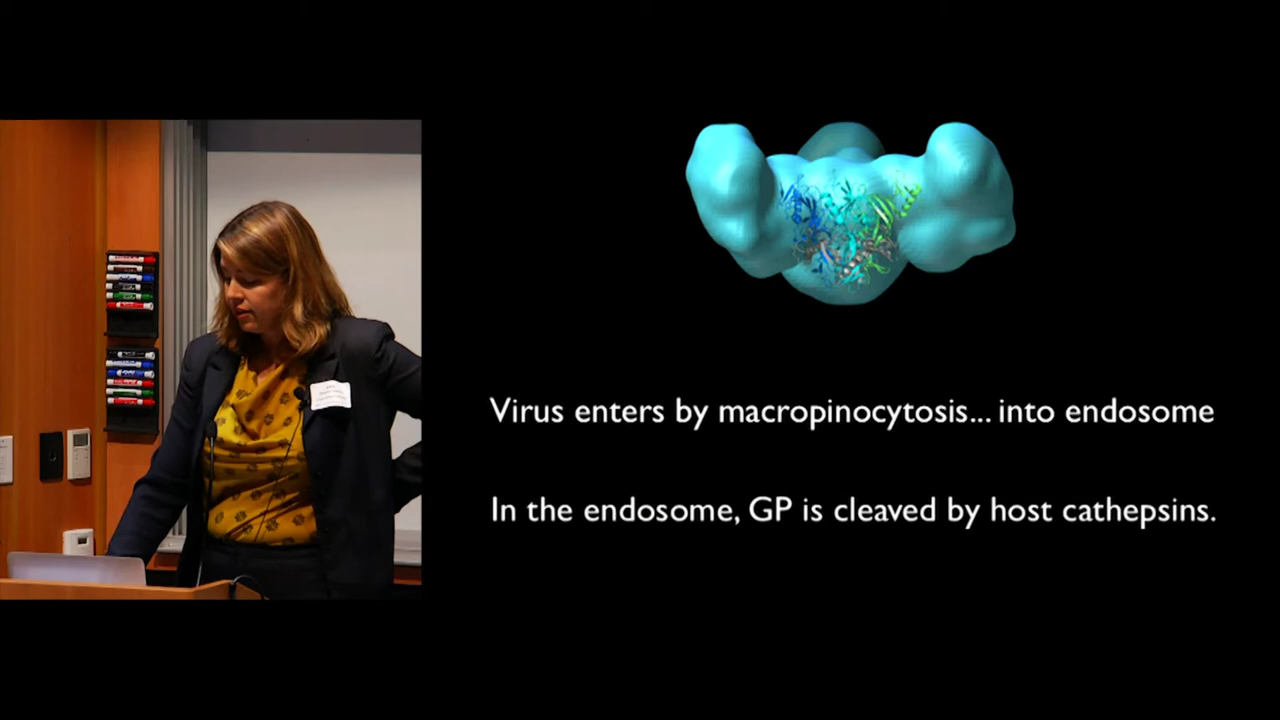 Virus enters by macropinocytosis... into endosome
In the endosome, GP is cleaved by host cathepsins.